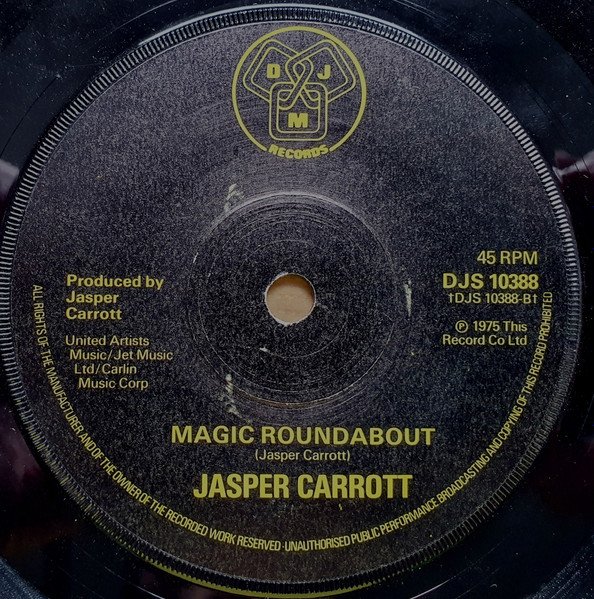 D J
M
RECORDS
45 RPM
DJS 10388
†DJS 10388-B†
℗ 1975 This
Record Co Ltd
Produced by
Jasper
Carrott
United Artists
Music/Jet Music
Ltd/Carlin
Music Corp
MAGIC ROUNDABOUT
(Jasper Carrott)
JASPER CARROTT
ALL RIGHTS OF THE MANUFACTURER AND OF THE OWNER OF THE RECORDED WORK RESERVED·UNAUTHORISED PUBLIC PERFORMANCE BROADCASTING AND COPYING OF THIS RECORD PROHIBITED